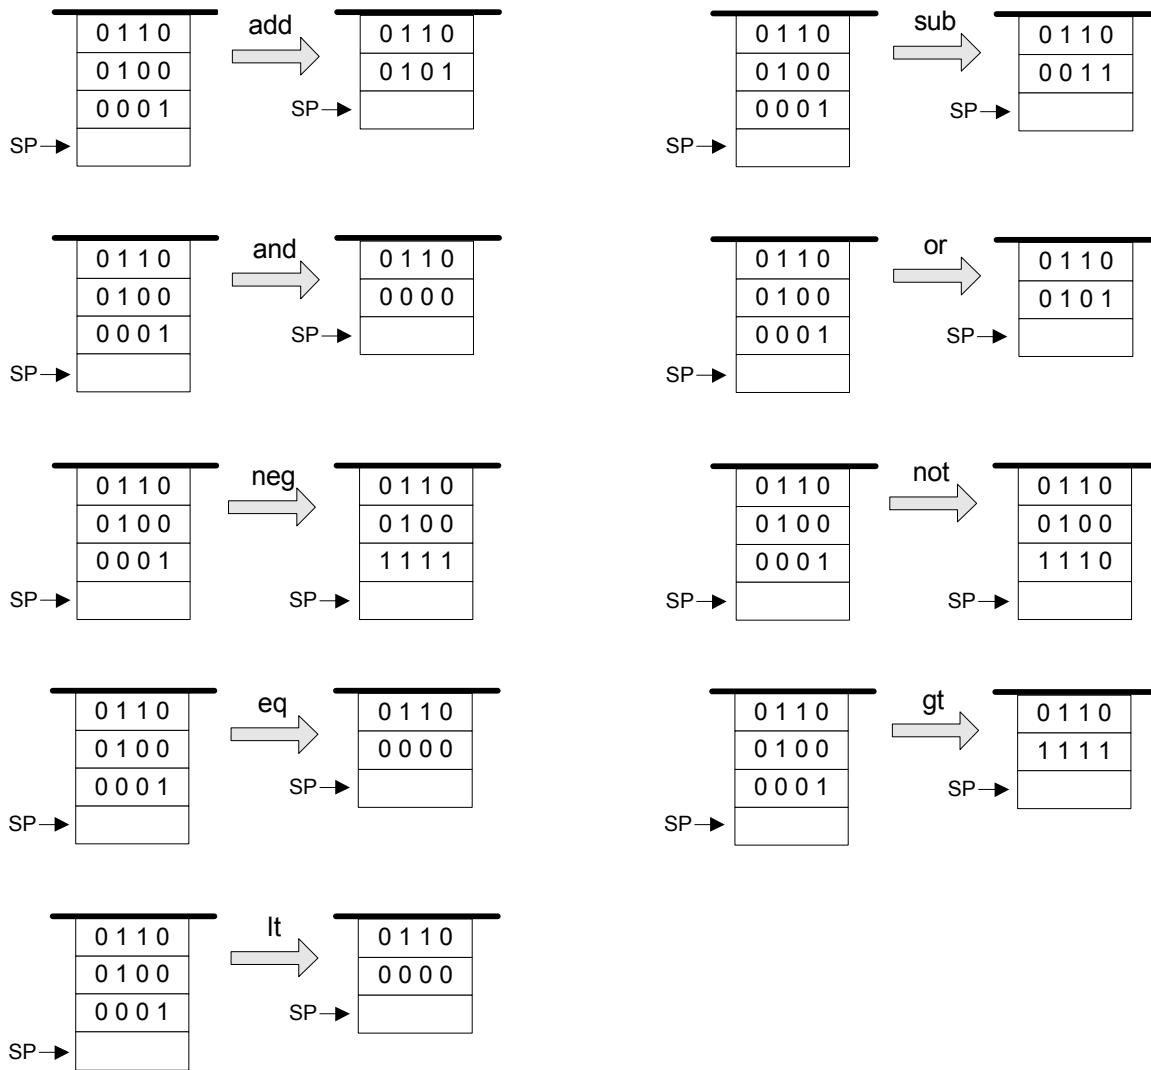 add
0 1 1 0
0 1 0 0
0 0 0 1
SP
0 1 1 0
0 1 0 1
SP
sub
0 1 1 0
0 1 0 0
0 0 0 1
SP
0 1 1 0
0 0 1 1
SP
and
0 1 1 0
0 1 0 0
0 0 0 1
SP
0 1 1 0
0 0 0 0
SP
or
0 1 1 0
0 1 0 0
0 0 0 1
SP
0 1 1 0
0 1 0 1
SP
neg
0 1 1 0
0 1 0 0
0 0 0 1
SP
0 1 1 0
0 1 0 0
1 1 1 1
SP
not
0 1 1 0
0 1 0 0
0 0 0 1
SP
0 1 1 0
0 1 0 0
1 1 1 0
SP
eq
0 1 1 0
0 1 0 0
0 0 0 1
SP
0 1 1 0
0 0 0 0
SP
gt
0 1 1 0
0 1 0 0
0 0 0 1
SP
0 1 1 0
1 1 1 1
SP
lt
0 1 1 0
0 1 0 0
0 0 0 1
SP
0 1 1 0
0 0 0 0
SP